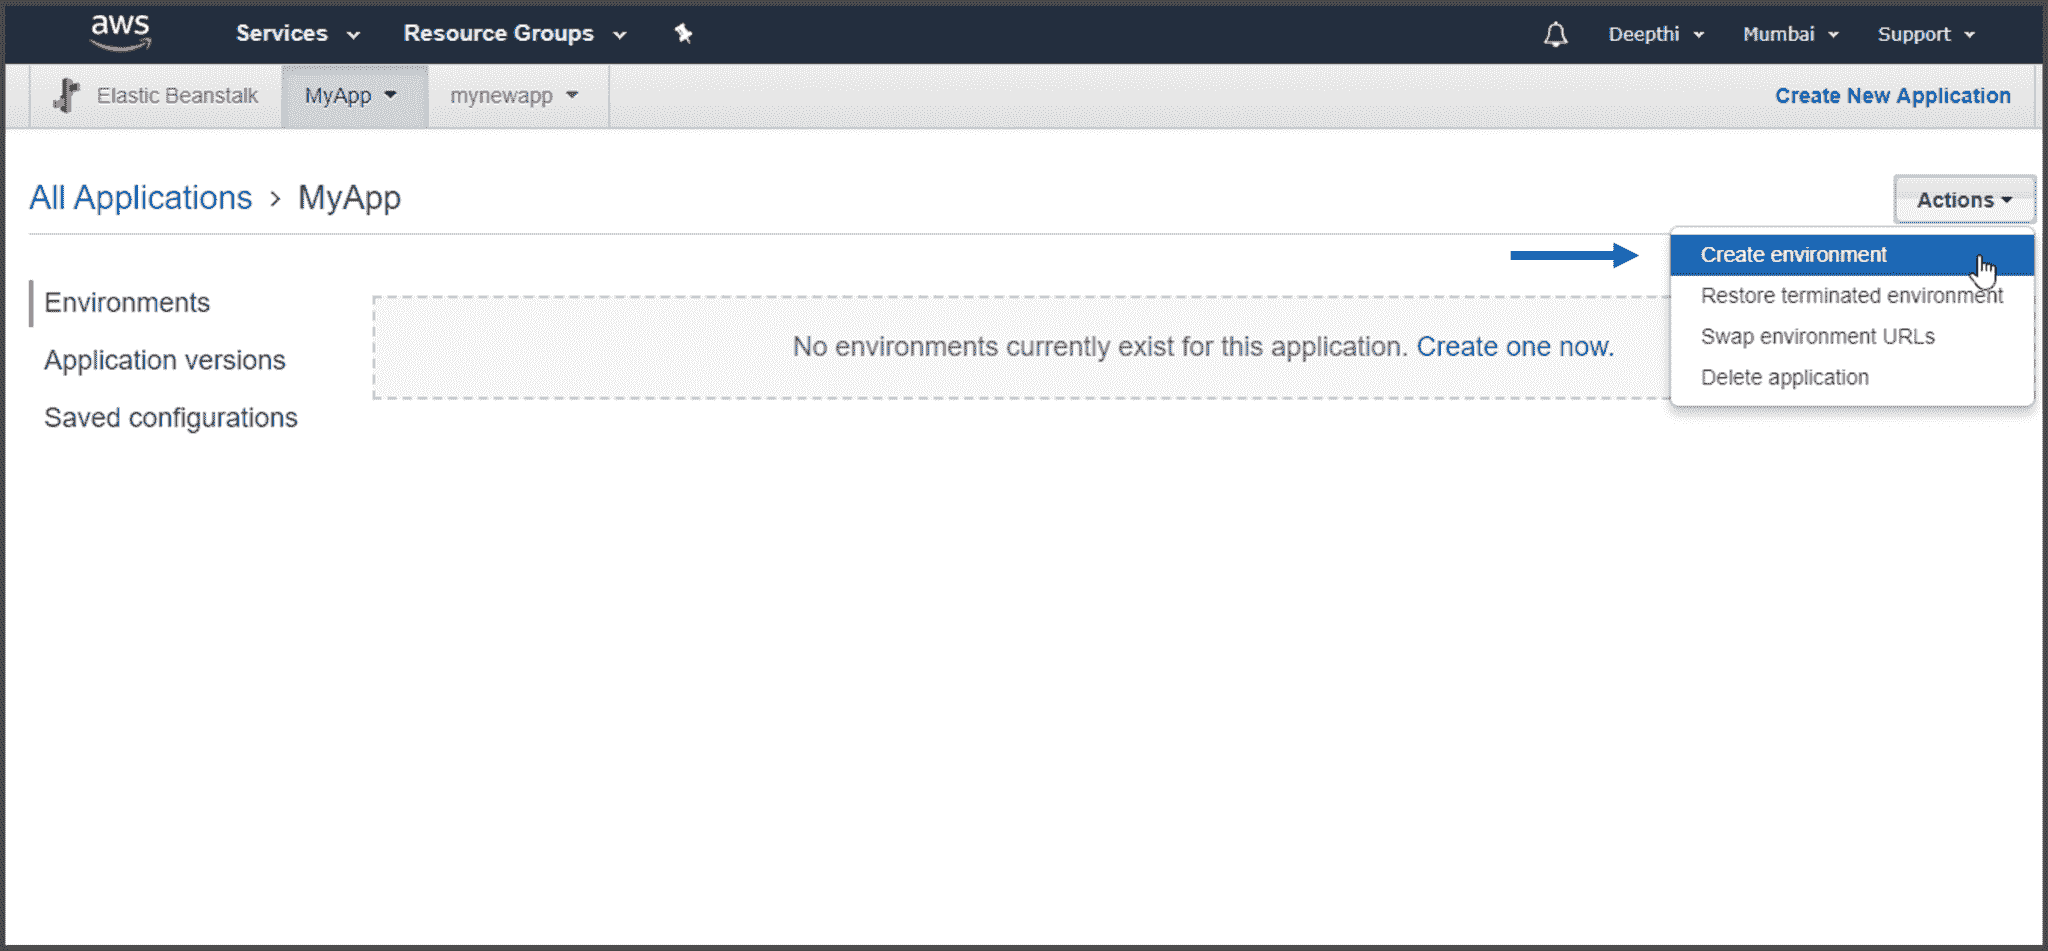 aws Services Resource Groups Deepthi Mumbai Support
Elastic Beanstalk MyApp mynewapp Create New Application
All Applications > MyApp
Actions
Create environment
Restore terminated environment
Swap environment URLs
Delete application
Environments
Application versions
Saved configurations
No environments currently exist for this application. Create one now.